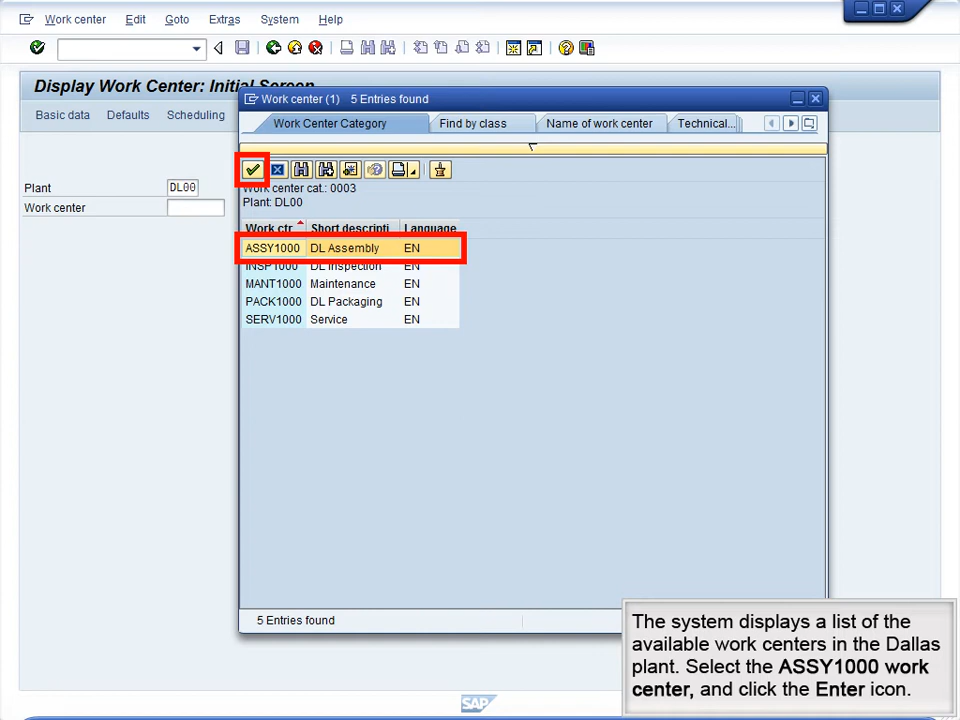 Work center Edit Goto Extras System Help
Display Work Center: Initial Screen
Basic data Defaults Scheduling
Plant DL00
Work center
Work center (1) 5 Entries found
Work Center Category Find by class Name of work center Technical...
Work center cat.: 0003
Plant: DL00
Work ctr Short descripti Language
ASSY1000 DL Assembly EN
INSP1000 DL Inspection EN
MANT1000 Maintenance EN
PACK1000 DL Packaging EN
SERV1000 Service EN
5 Entries found
The system displays a list of the
available work centers in the Dallas
plant. Select the ASSY1000 work
center, and click the Enter icon.
SAP